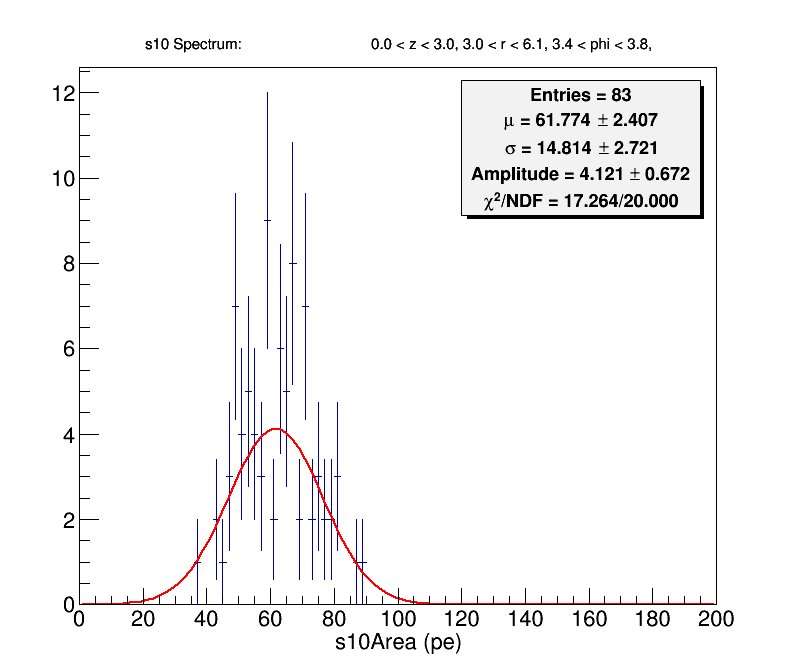 s10 Spectrum: 0.0 < z < 3.0, 3.0 < r < 6.1, 3.4 < phi < 3.8,
Entries = 83
μ = 61.774 ± 2.407
σ = 14.814 ± 2.721
Amplitude = 4.121 ± 0.672
χ²/NDF = 17.264/20.000
12
10
8
6
4
2
0
0 20 40 60 80 100 120 140 160 180 200
s10Area (pe)